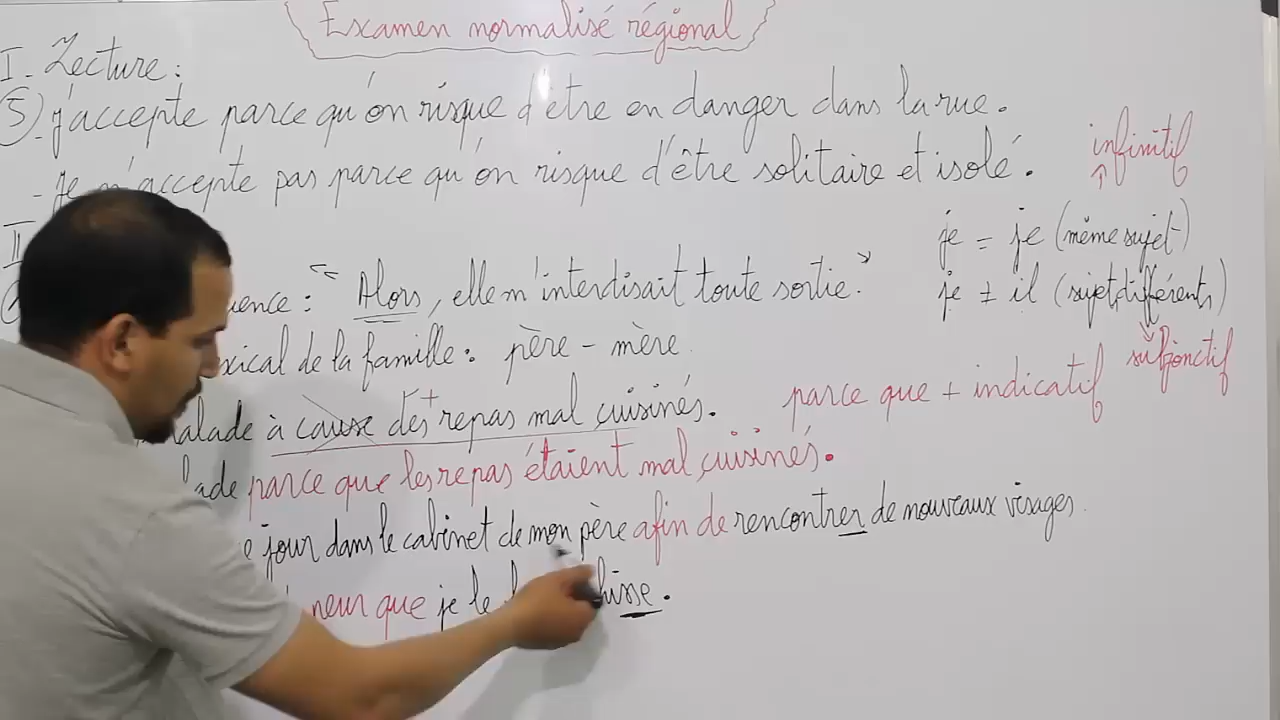 Examen normalisé régional
I- Lecture:
5) - j'accepte parce qu'on risque d'être en danger dans la rue.
- je n'accepte pas parce qu'on risque d'être solitaire et isolé.
infinitif
je = je (même sujet)
je ≠ il (sujets différents)
subjonctif
II
: "Alors, elle m'interdisait toute sortie."
de la famille: père - mère
à cause des + repas mal cuisinés.
parce que + indicatif
parce que les repas étaient mal cuisinés.
jour dans le cabinet de mon père afin de rencontrer de nouveaux visages.
que je le